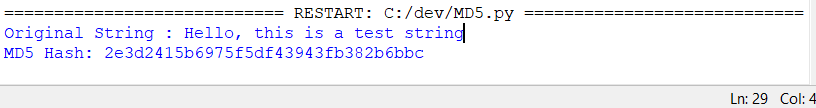 ============================ RESTART: C:/dev/MD5.py ============================
Original String : Hello, this is a test string
MD5 Hash: 2e3d2415b6975f5df43943fb382b6bbc
Ln: 29 Col: 4